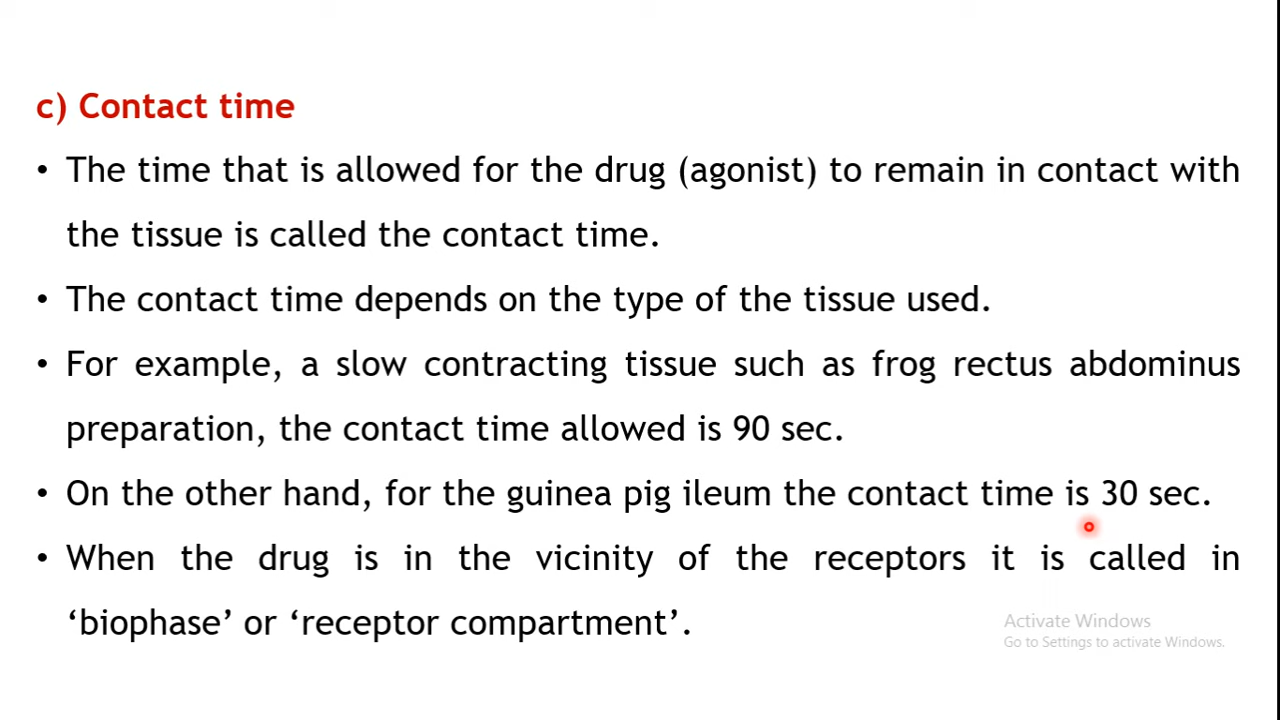 c) Contact time
• The time that is allowed for the drug (agonist) to remain in contact with
the tissue is called the contact time.
• The contact time depends on the type of the tissue used.
• For example, a slow contracting tissue such as frog rectus abdominus
preparation, the contact time allowed is 90 sec.
• On the other hand, for the guinea pig ileum the contact time is 30 sec.
• When the drug is in the vicinity of the receptors it is called in
‘biophase’ or ‘receptor compartment’.
Activate Windows
Go to Settings to activate Windows.